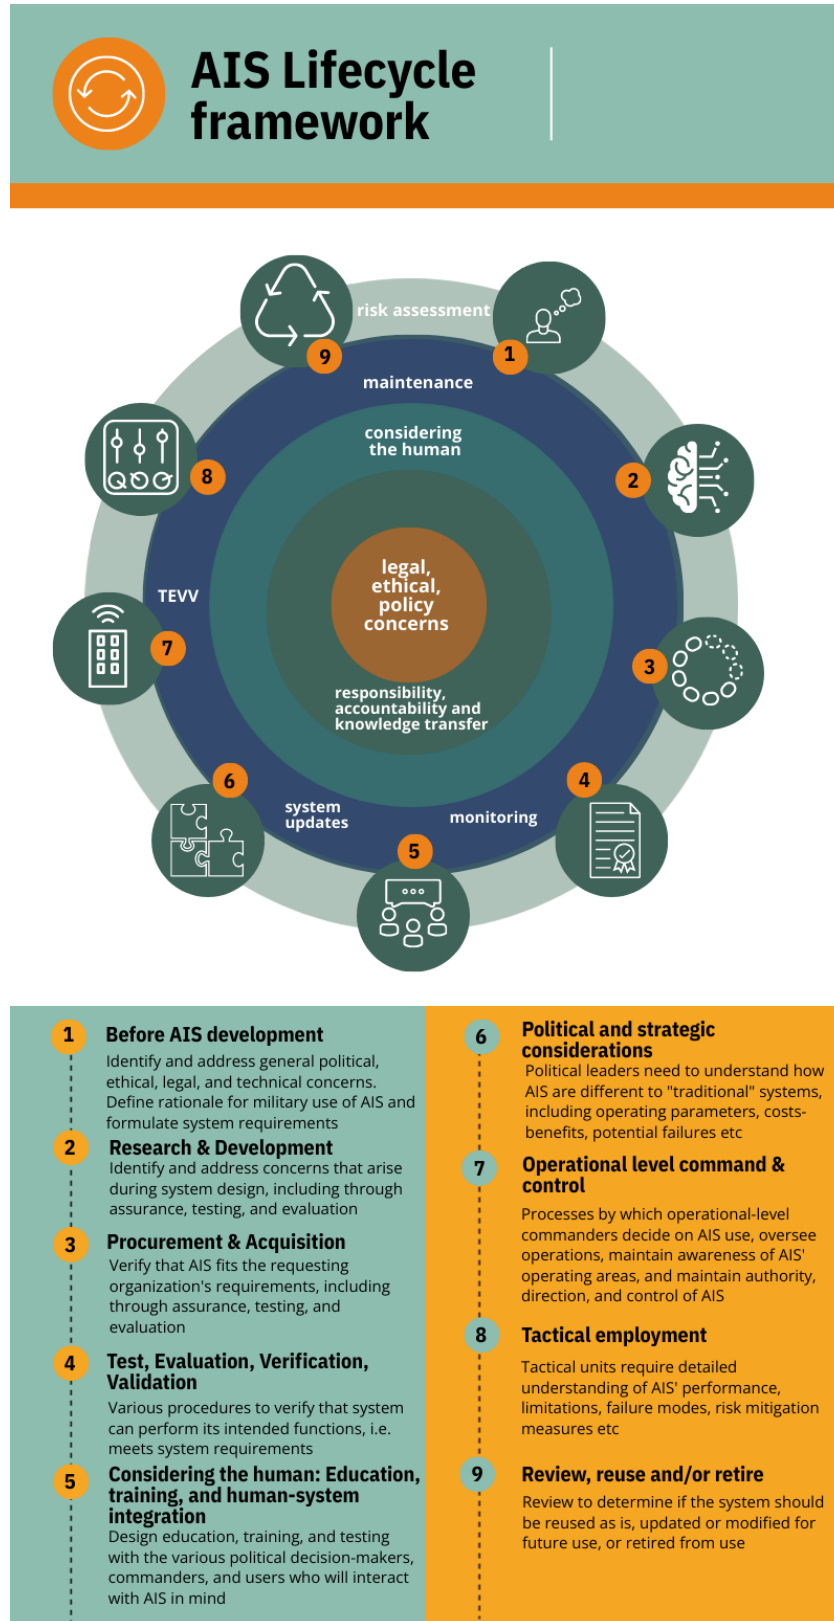 AIS Lifecycle
framework
risk assessment
9
1
maintenance
considering
the human
8
2
legal,
ethical,
policy
concerns
TEVV
7
3
responsibility,
accountability and
knowledge transfer
6
4
system
updates
monitoring
5
1
Before AIS development
Identify and address general political,
ethical, legal, and technical concerns.
Define rationale for military use of AIS and
formulate system requirements
2
Research & Development
Identify and address concerns that arise
during system design, including through
assurance, testing, and evaluation
3
Procurement & Acquisition
Verify that AIS fits the requesting
organization's requirements, including
through assurance, testing, and
evaluation
4
Test, Evaluation, Verification,
Validation
Various procedures to verify that system
can perform its intended functions, i.e.
meets system requirements
5
Considering the human: Education,
training, and human-system
integration
Design education, training, and testing
with the various political decision-makers,
commanders, and users who will interact
with AIS in mind
6
Political and strategic
considerations
Political leaders need to understand how
AIS are different to "traditional" systems,
including operating parameters, costs-
benefits, potential failures etc
7
Operational level command &
control
Processes by which operational-level
commanders decide on AIS use, oversee
operations, maintain awareness of AIS'
operating areas, and maintain authority,
direction, and control of AIS
8
Tactical employment
Tactical units require detailed
understanding of AIS' performance,
limitations, failure modes, risk mitigation
measures etc
9
Review, reuse and/or retire
Review to determine if the system should
be reused as is, updated or modified for
future use, or retired from use